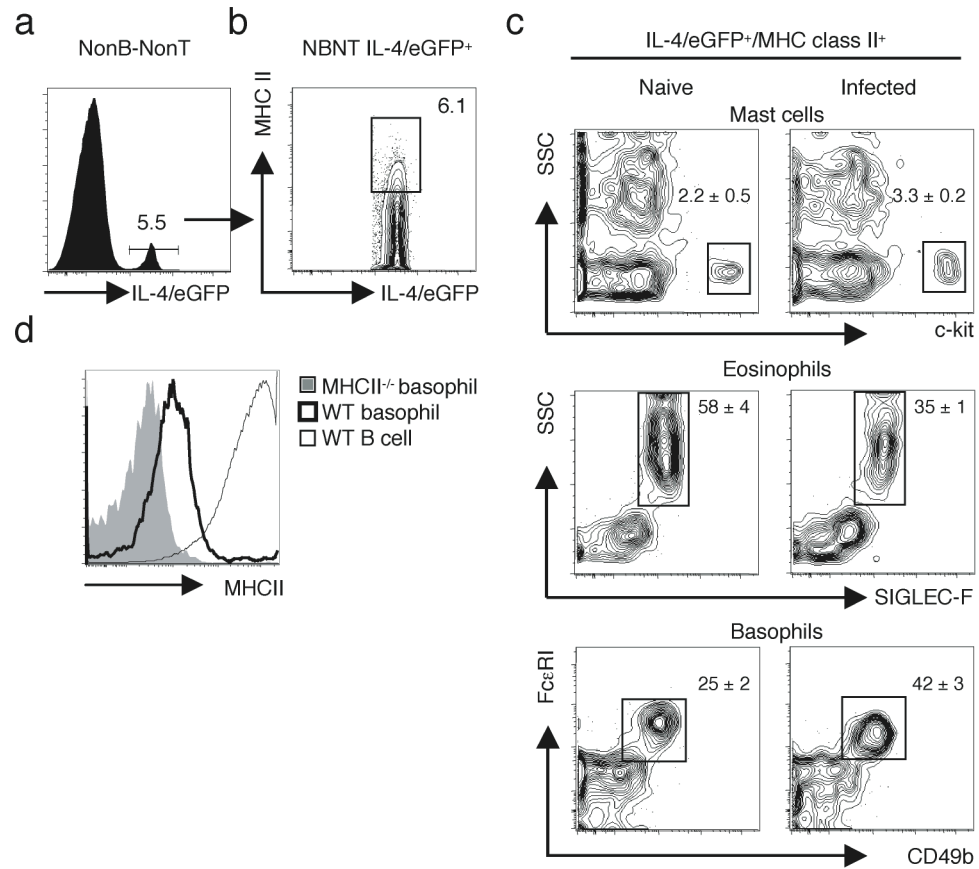 a
NonB-NonT
5.5
IL-4/eGFP
b
NBNT IL-4/eGFP⁺
MHC II
6.1
IL-4/eGFP
c
IL-4/eGFP⁺/MHC class II⁺
Naive
Infected
Mast cells
SSC
2.2 ± 0.5
3.3 ± 0.2
c-kit
Eosinophils
SSC
58 ± 4
35 ± 1
SIGLEC-F
Basophils
FcεRI
25 ± 2
42 ± 3
CD49b
d
MHCII⁻/⁻ basophil
WT basophil
WT B cell
MHCII